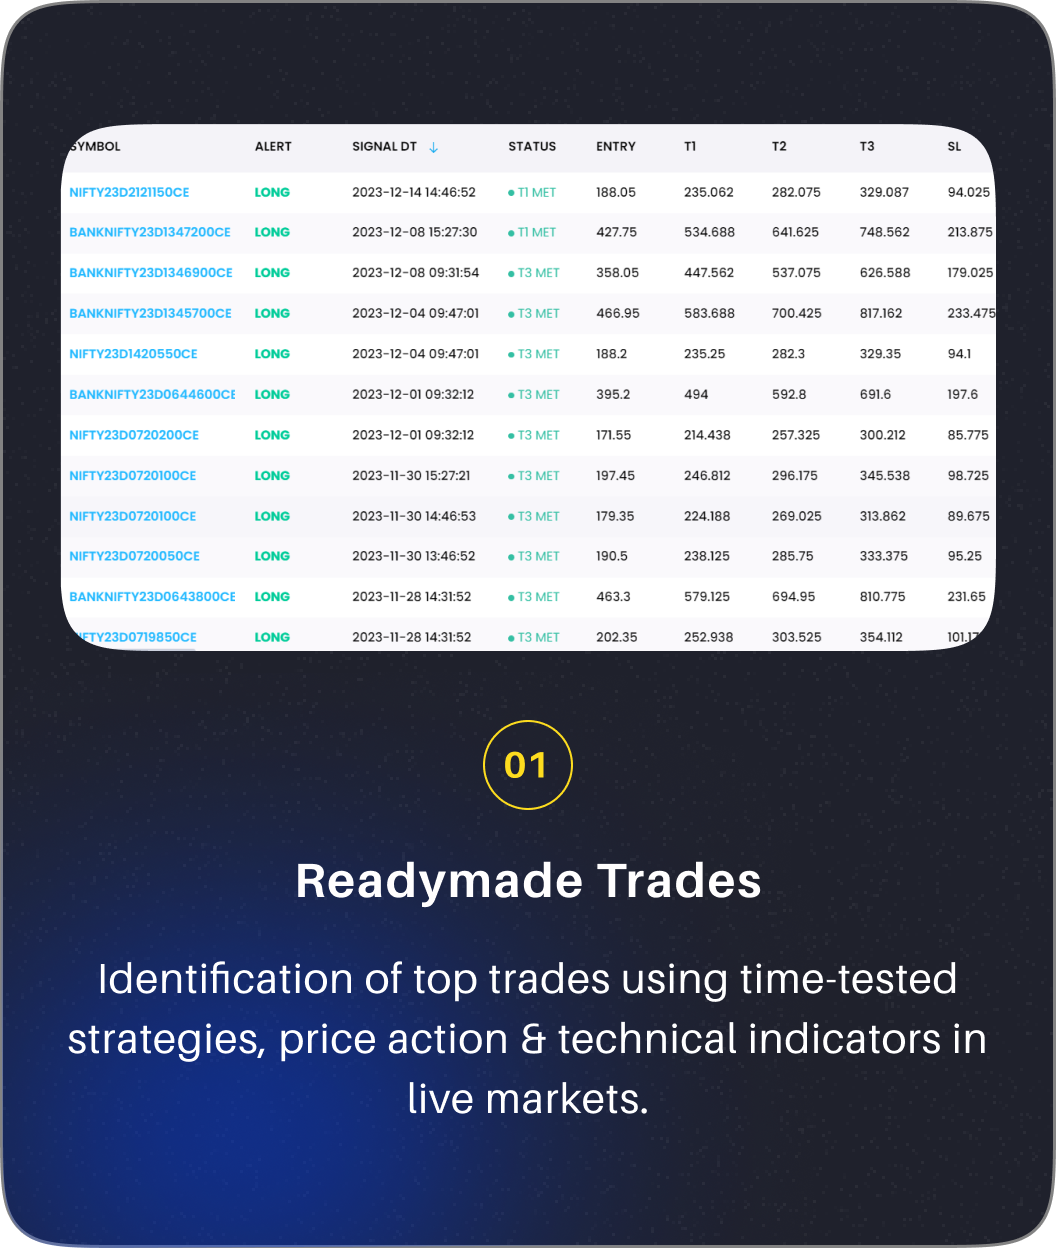 SYMBOL ALERT SIGNAL DT ↓ STATUS ENTRY T1 T2 T3 SL
NIFTY23D2121150CE LONG 2023-12-14 14:46:52 T1 MET 188.05 235.062 282.075 329.087 94.025
BANKNIFTY23D1347200CE LONG 2023-12-08 15:27:30 T1 MET 427.75 534.688 641.625 748.562 213.875
BANKNIFTY23D1346900CE LONG 2023-12-08 09:31:54 T3 MET 358.05 447.562 537.075 626.588 179.025
BANKNIFTY23D1345700CE LONG 2023-12-04 09:47:01 T3 MET 466.95 583.688 700.425 817.162 233.475
NIFTY23D1420550CE LONG 2023-12-04 09:47:01 T3 MET 188.2 235.25 282.3 329.35 94.1
BANKNIFTY23D0644600CE LONG 2023-12-01 09:32:12 T3 MET 395.2 494 592.8 691.6 197.6
NIFTY23D0720200CE LONG 2023-12-01 09:32:12 T3 MET 171.55 214.438 257.325 300.212 85.775
NIFTY23D0720100CE LONG 2023-11-30 15:27:21 T3 MET 197.45 246.812 296.175 345.538 98.725
NIFTY23D0720100CE LONG 2023-11-30 14:46:53 T3 MET 179.35 224.188 269.025 313.862 89.675
NIFTY23D0720050CE LONG 2023-11-30 13:46:52 T3 MET 190.5 238.125 285.75 333.375 95.25
BANKNIFTY23D0643800CE LONG 2023-11-28 14:31:52 T3 MET 463.3 579.125 694.95 810.775 231.65
NIFTY23D0719850CE LONG 2023-11-28 14:31:52 T3 MET 202.35 252.938 303.525 354.112
01
Readymade Trades
Identification of top trades using time-tested
strategies, price action & technical indicators in
live markets.